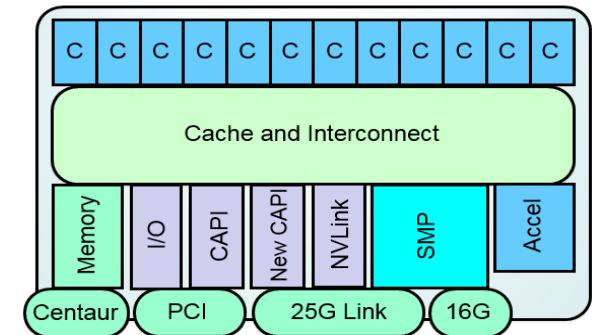 C C C C C C C C C C C C
Cache and Interconnect
Memory I/O CAPI New CAPI NVLink SMP Accel
Centaur PCI 25G Link 16G